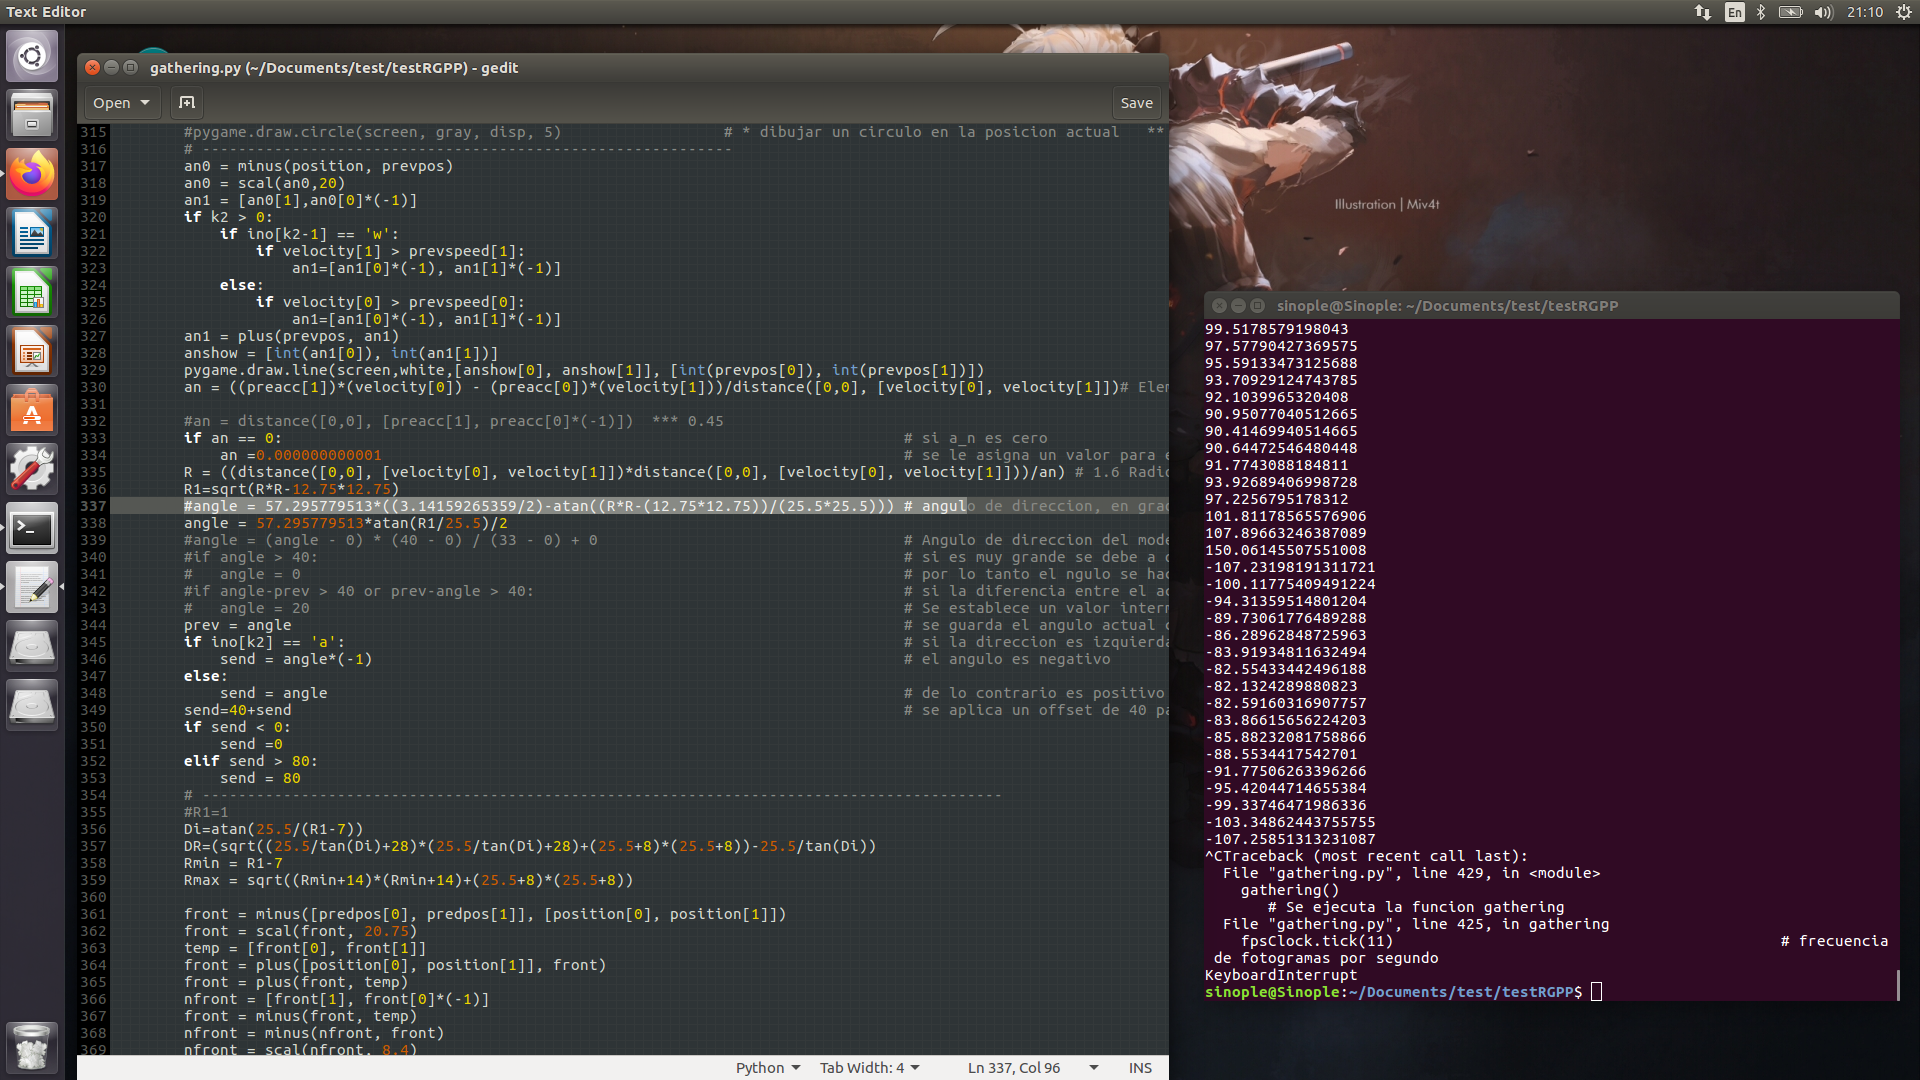 Text Editor
En
21:10
gathering.py (~/Documents/test/testRGPP) - gedit
Open
Save
315 #pygame.draw.circle(screen, gray, disp, 5) # * dibujar un circulo en la posicion actual **
316 # -----------------------------------------------------------
317 an0 = minus(position, prevpos)
318 an0 = scal(an0,20)
319 an1 = [an0[1],an0[0]*(-1)]
320 if k2 > 0:
321 if ino[k2-1] == 'w':
322 if velocity[1] > prevspeed[1]:
323 an1=[an1[0]*(-1), an1[1]*(-1)]
324 else:
325 if velocity[0] > prevspeed[0]:
326 an1=[an1[0]*(-1), an1[1]*(-1)]
327 an1 = plus(prevpos, an1)
328 anshow = [int(an1[0]), int(an1[1])]
329 pygame.draw.line(screen,white,[anshow[0], anshow[1]], [int(prevpos[0]), int(prevpos[1])])
330 an = ((preacc[1])*(velocity[0]) - (preacc[0])*(velocity[1]))/distance([0,0], [velocity[0], velocity[1]])# Elem
331
332 #an = distance([0,0], [preacc[1], preacc[0]*(-1)]) *** 0.45
333 if an == 0: # si a_n es cero
334 an =0.000000000001 # se le asigna un valor para e
335 R = ((distance([0,0], [velocity[0], velocity[1]])*distance([0,0], [velocity[0], velocity[1]]))/an) # 1.6 Radio
336 R1=sqrt(R*R-12.75*12.75)
337 #angle = 57.295779513*((3.14159265359/2)-atan((R*R-(12.75*12.75))/(25.5*25.5))) # angulo de direccion, en grad
338 angle = 57.295779513*atan(R1/25.5)/2
339 #angle = (angle - 0) * (40 - 0) / (33 - 0) + 0 # Angulo de direccion del mode
340 #if angle > 40: # si es muy grande se debe a c
341 # angle = 0 # por lo tanto el ngulo se hac
342 #if angle-prev > 40 or prev-angle > 40: # si la diferencia entre el ac
343 # angle = 20 # Se establece un valor interm
344 prev = angle # se guarda el angulo actual c
345 if ino[k2] == 'a': # si la direccion es izquierda
346 send = angle*(-1) # el angulo es negativo
347 else:
348 send = angle # de lo contrario es positivo
349 send=40+send # se aplica un offset de 40 pa
350 if send < 0:
351 send =0
352 elif send > 80:
353 send = 80
354 # -----------------------------------------------------------------------------------------
355 #R1=1
356 Di=atan(25.5/(R1-7))
357 DR=(sqrt((25.5/tan(Di)+28)*(25.5/tan(Di)+28)+(25.5+8)*(25.5+8))-25.5/tan(Di))
358 Rmin = R1-7
359 Rmax = sqrt((Rmin+14)*(Rmin+14)+(25.5+8)*(25.5+8))
360
361 front = minus([predpos[0], predpos[1]], [position[0], position[1]])
362 front = scal(front, 20.75)
363 temp = [front[0], front[1]]
364 front = plus([position[0], position[1]], front)
365 front = plus(front, temp)
366 nfront = [front[1], front[0]*(-1)]
367 front = minus(front, temp)
368 nfront = minus(nfront, front)
369 nfront = scal(nfront, 8.4)
Python
Tab Width: 4
Ln 337, Col 96
INS
Illustration | Miv4t
sinople@Sinople: ~/Documents/test/testRGPP
99.5178579198043
97.57790427369575
95.59133473125688
93.70929124743785
92.1039965320408
90.95077040512665
90.41469940514665
90.64472546480448
91.7743088184811
93.92689406998728
97.2256795178312
101.81178565576906
107.89663246387089
150.06145507551008
-107.23198191311721
-100.11775409491224
-94.31359514801204
-89.73061776489288
-86.28962848725963
-83.91934811632494
-82.55433442496188
-82.1324289880823
-82.59160316907757
-83.86615656224203
-85.88232081758866
-88.5534417542701
-91.77506263396266
-95.42044714655384
-99.33746471986336
-103.34862443755755
-107.25851313231087
^CTraceback (most recent call last):
File "gathering.py", line 429, in <module>
gathering()
# Se ejecuta la funcion gathering
File "gathering.py", line 425, in gathering
fpsClock.tick(11) # frecuencia
de fotogramas por segundo
KeyboardInterrupt
sinople@Sinople:~/Documents/test/testRGPP$